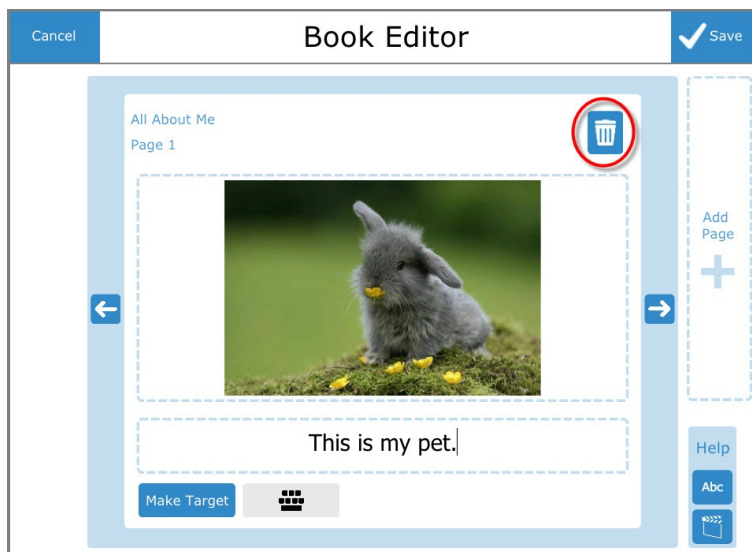 Cancel
Book Editor
Save
All About Me
Page 1
Add
Page
This is my pet.
Make Target
Help
Abc